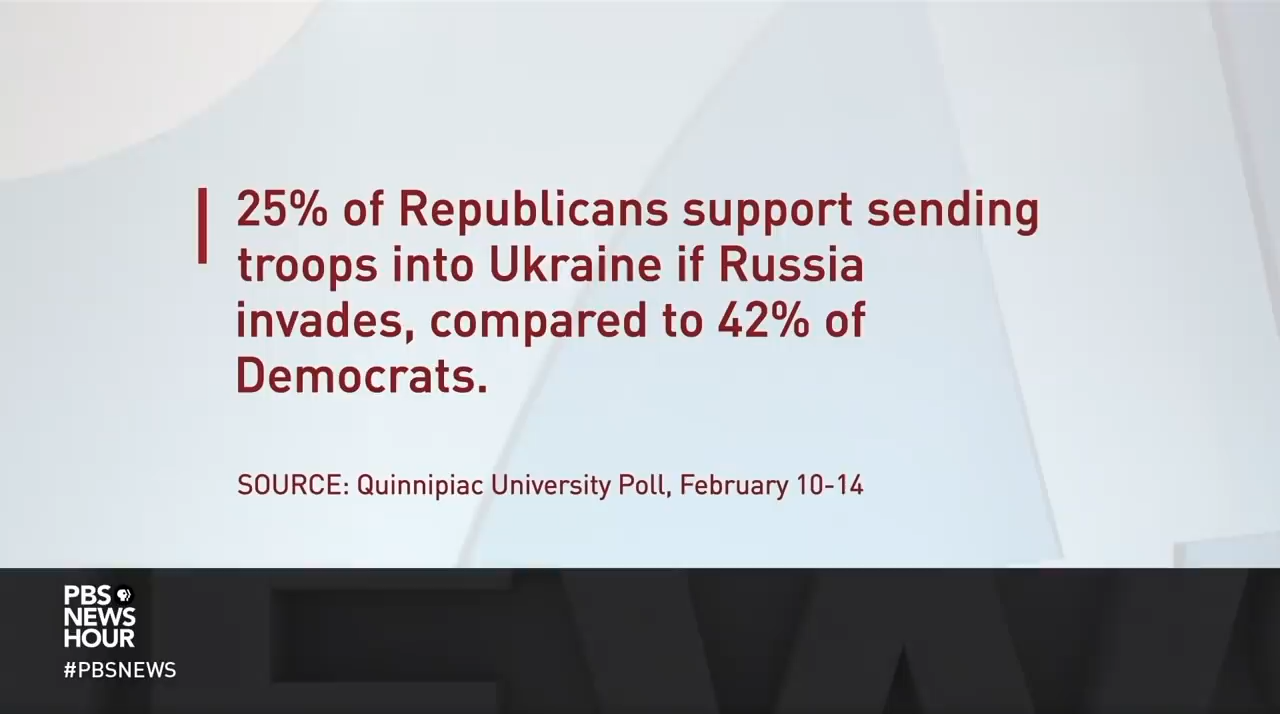 25% of Republicans support sending
troops into Ukraine if Russia
invades, compared to 42% of
Democrats.
SOURCE: Quinnipiac University Poll, February 10-14
PBS
NEWS
HOUR
#PBSNEWS